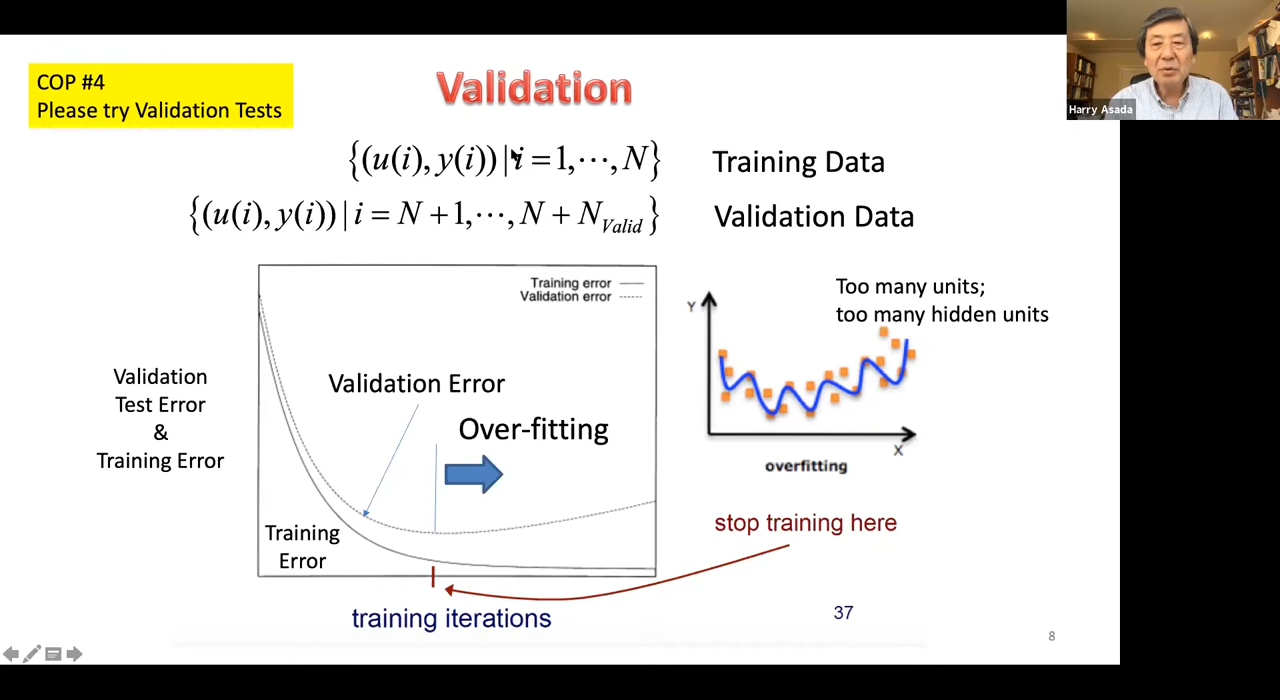 COP #4
Please try Validation Tests
Validation
Harry Asada
{(u(i), y(i)) | i = 1,⋯, N}
Training Data
{(u(i), y(i)) | i = N +1,⋯, N + N_Valid}
Validation Data
Training error
Validation error
Validation Error
Over-fitting
Validation
Test Error
&
Training Error
Training
Error
training iterations
Too many units;
too many hidden units
Y
X
overfitting
stop training here
37
8